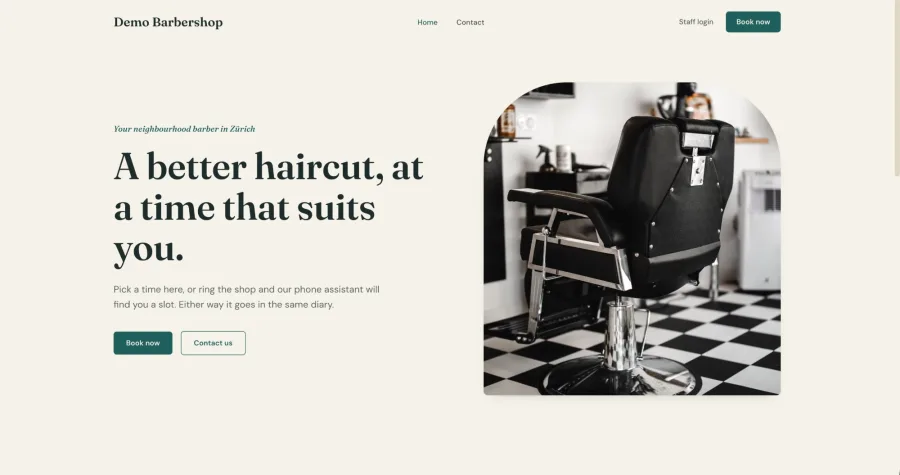 Demo Barbershop
Home
Contact
Staff login
Book now
Your neighbourhood barber in Zürich
A better haircut, at
a time that suits
you.
Pick a time here, or ring the shop and our phone assistant will
find you a slot. Either way it goes in the same diary.
Book now
Contact us